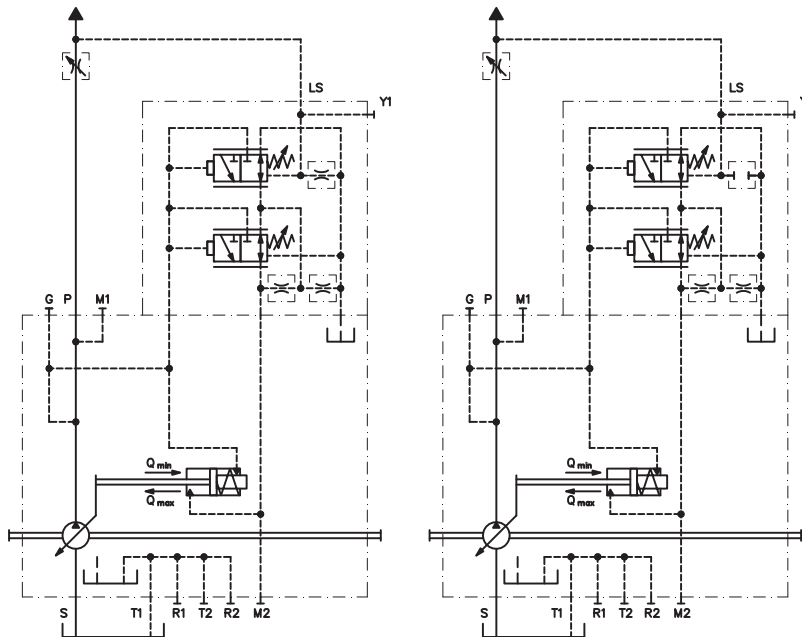 LS
Y1
G P M1
Q min
Q max
S T1 R1 T2 R2 M2
LS
Y
G P M1
Q min
Q max
S T1 R1 T2 R2 M2